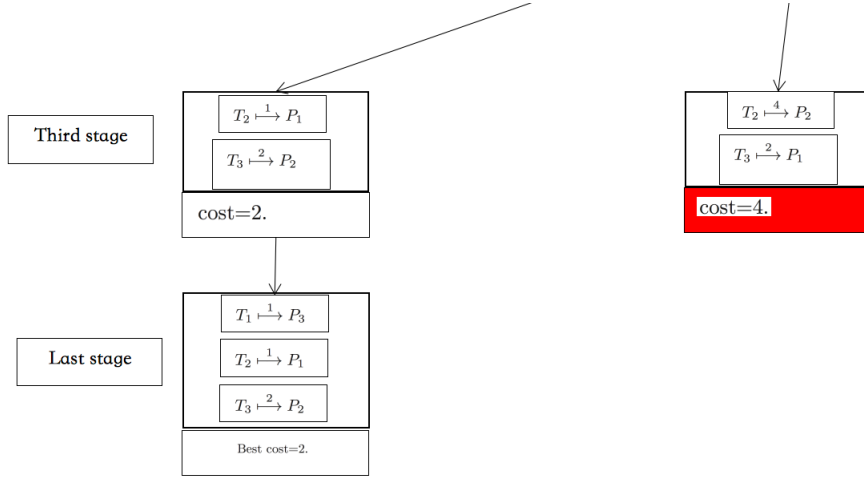 Third stage
T₂ ⟼¹ P₁
T₃ ⟼² P₂
cost=2.
T₂ ⟼⁴ P₂
T₃ ⟼² P₁
cost=4.
Last stage
T₁ ⟼¹ P₃
T₂ ⟼¹ P₁
T₃ ⟼² P₂
Best cost=2.